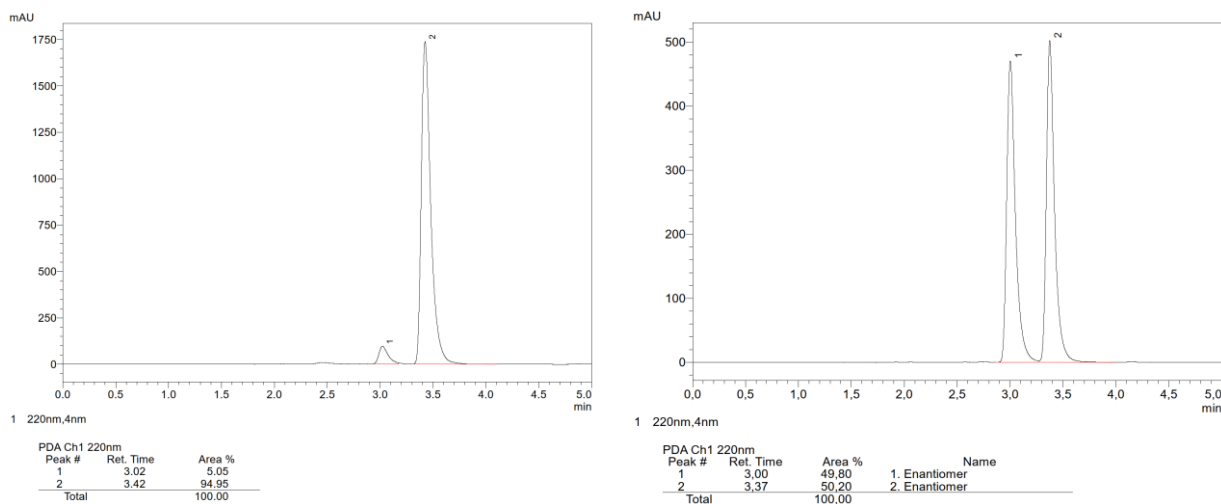 mAU
1750
1500
1250
1000
750
500
250
0
1
2
0.0 0.5 1.0 1.5 2.0 2.5 3.0 3.5 4.0 4.5 5.0
min
1 220nm,4nm
PDA Ch1 220nm
Peak # Ret. Time Area %
1 3.02 5.05
2 3.42 94.95
Total 100.00
mAU
500
400
300
200
100
0
1
2
0,0 0,5 1,0 1,5 2,0 2,5 3,0 3,5 4,0 4,5 5,0
min
1 220nm,4nm
PDA Ch1 220nm
Peak # Ret. Time Area % Name
1 3,00 49,80 1. Enantiomer
2 3,37 50,20 2. Enantiomer
Total 100,00